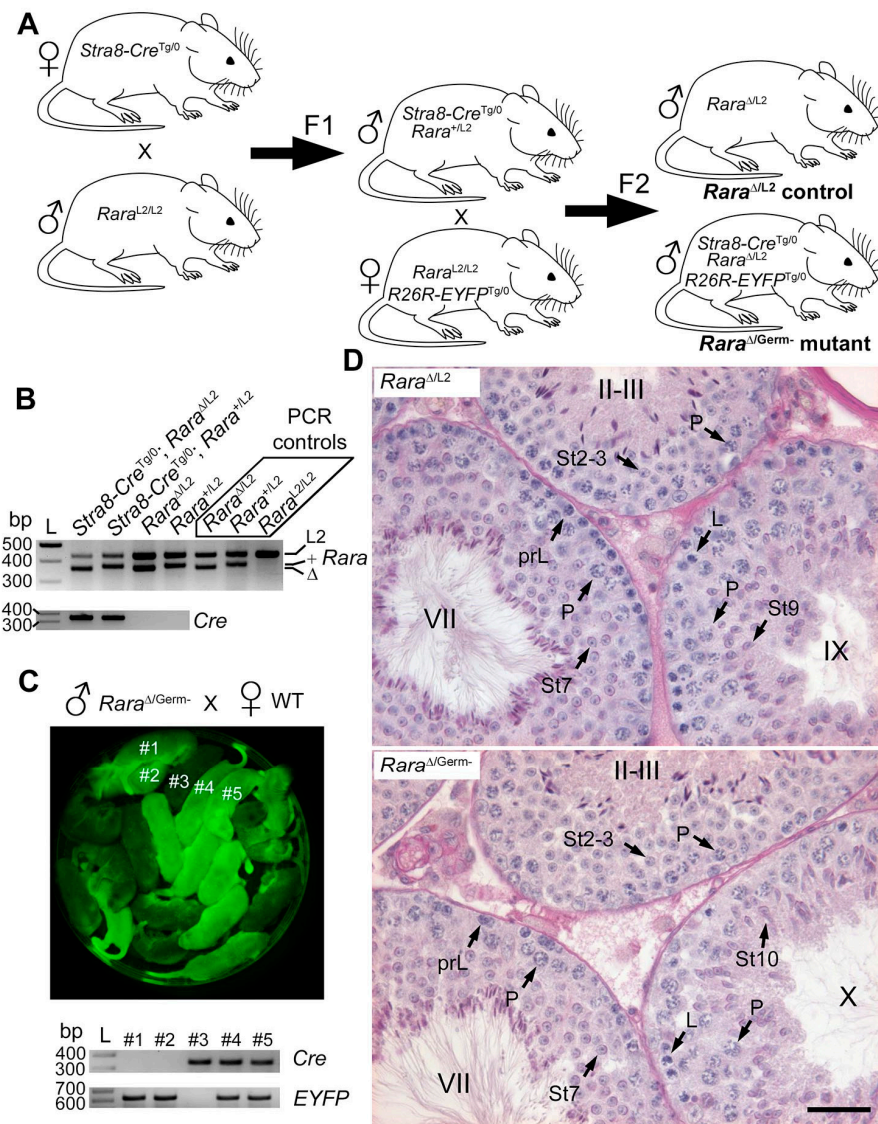 A
♀ Stra8-Cre^Tg/0
X
♂ Rara^L2/L2
F1
♂ Stra8-Cre^Tg/0
Rara^+/L2
X
♀ Rara^L2/L2
R26R-EYFP^Tg/0
F2
♂ Rara^Δ/L2
Rara^Δ/L2 control
♂ Stra8-Cre^Tg/0
Rara^Δ/L2
R26R-EYFP^Tg/0
Rara^Δ/Germ- mutant
B
Stra8-Cre^Tg/0; Rara^Δ/L2
Stra8-Cre^Tg/0; Rara^+/L2
Rara^Δ/L2
Rara^+/L2
PCR
controls
Rara^Δ/L2
Rara^+/L2
Rara^L2/L2
bp L
500
400
300
L2
+ Rara
Δ
400
300
Cre
C
♂ Rara^Δ/Germ- X ♀ WT
#1
#2
#3
#4
#5
bp L #1 #2 #3 #4 #5
400
300
Cre
700
600
EYFP
D
Rara^Δ/L2
II-III
St2-3
P
prL
P
VII
St7
L
P
St9
IX
Rara^Δ/Germ-
II-III
St2-3
P
prL
P
VII
St7
St10
X
L
P